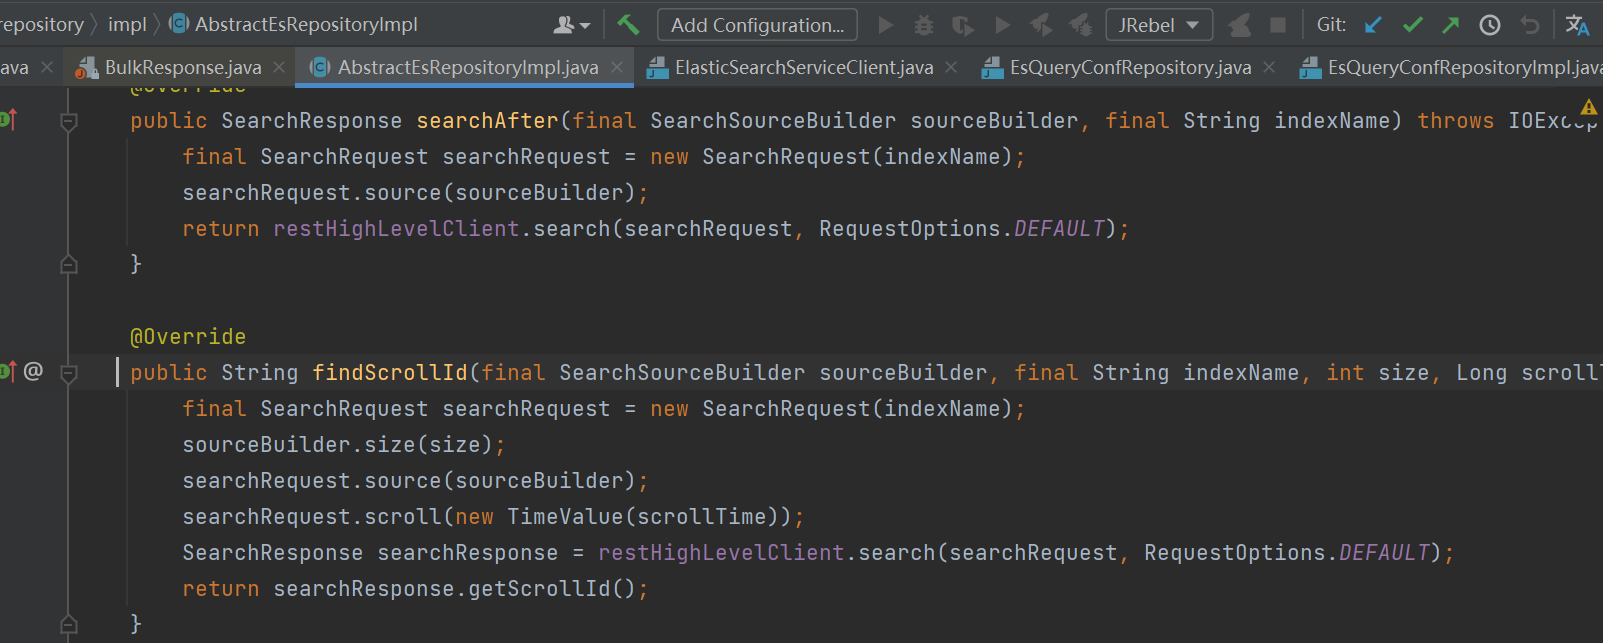 repository impl AbstractEsRepositoryImpl Add Configuration... JRebel Git:
ava BulkResponse.java AbstractEsRepositoryImpl.java ElasticSearchServiceClient.java EsQueryConfRepository.java EsQueryConfRepositoryImpl.java
@Override
public SearchResponse searchAfter(final SearchSourceBuilder sourceBuilder, final String indexName) throws IOExcep
final SearchRequest searchRequest = new SearchRequest(indexName);
searchRequest.source(sourceBuilder);
return restHighLevelClient.search(searchRequest, RequestOptions.DEFAULT);
}
@Override
public String findScrollId(final SearchSourceBuilder sourceBuilder, final String indexName, int size, Long scroll
final SearchRequest searchRequest = new SearchRequest(indexName);
sourceBuilder.size(size);
searchRequest.source(sourceBuilder);
searchRequest.scroll(new TimeValue(scrollTime));
SearchResponse searchResponse = restHighLevelClient.search(searchRequest, RequestOptions.DEFAULT);
return searchResponse.getScrollId();
}